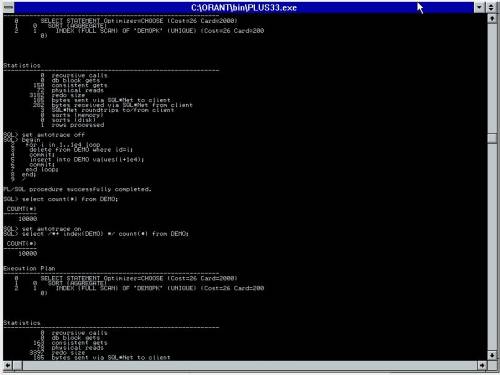 C:\ORANT\bin\PLUS33.exe
0 SELECT STATEMENT Optimizer=CHOOSE (Cost=26 Card=2000)
1 0 SORT (AGGREGATE)
2 1 INDEX (FULL SCAN) OF 'DEMOPK' (UNIQUE) (Cost=26 Card=200
0)
Statistics
0 recursive calls
0 db block gets
150 consistent gets
72 physical reads
3182 redo size
185 bytes sent via SQL*Net to client
282 bytes received via SQL*Net from client
3 SQL*Net roundtrips to/from client
0 sorts (memory)
0 sorts (disk)
1 rows processed
SQL> set autotrace off
SQL> begin
2 for i in 1..1e4 loop
3 delete from DEMO where id=i;
4 commit;
5 insert into DEMO values(i+1e4);
6 commit;
7 end loop;
8 end;
9 /
PL/SQL procedure successfully completed.
SQL> select count(*) from DEMO;
COUNT(*)
10000
SQL> set autotrace on
SQL> select /*+ index(DEMO) */ count(*) from DEMO;
COUNT(*)
10000
Execution Plan
0 SELECT STATEMENT Optimizer=CHOOSE (Cost=26 Card=2000)
1 0 SORT (AGGREGATE)
2 1 INDEX (FULL SCAN) OF 'DEMOPK' (UNIQUE) (Cost=26 Card=200
0)
Statistics
0 recursive calls
0 db block gets
163 consistent gets
78 physical reads
3392 redo size
185 bytes sent via SQL*Net to client